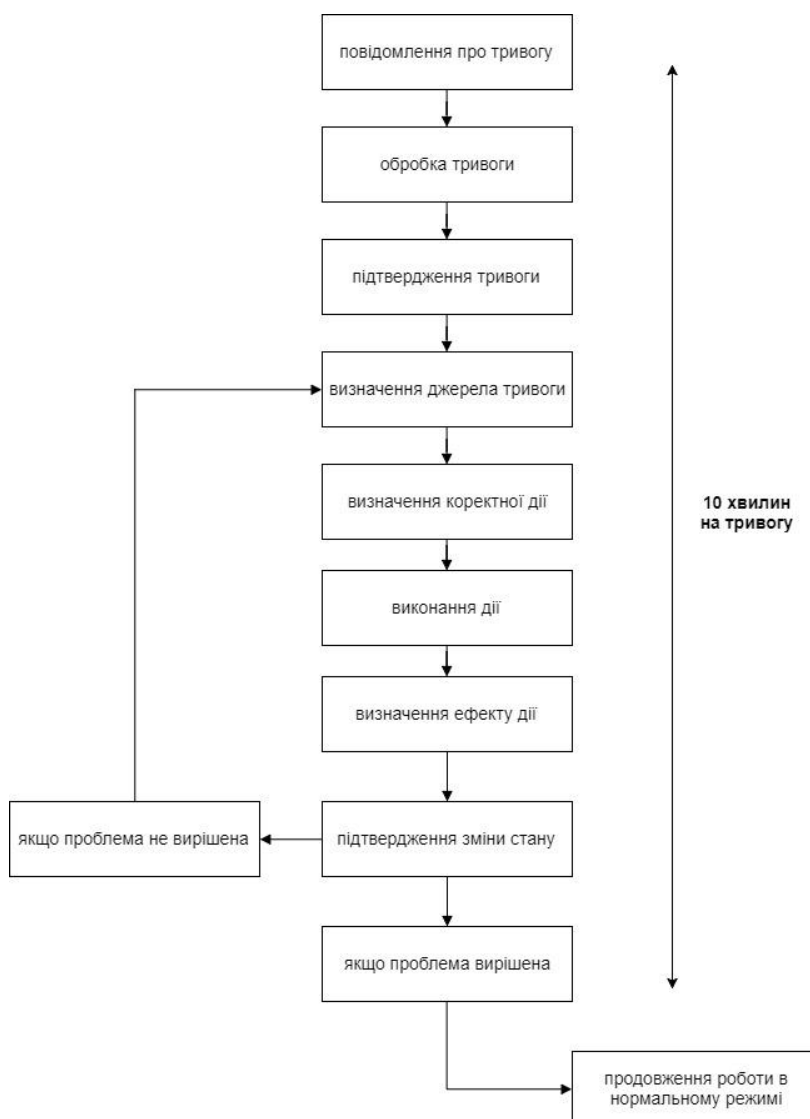 повідомлення про тривогу
обробка тривоги
підтвердження тривоги
визначення джерела тривоги
визначення коректної дії
10 хвилин
на тривогу
виконання дії
визначення ефекту дії
якщо проблема не вирішена
підтвердження зміни стану
якщо проблема вирішена
продовження роботи в
нормальному режимі